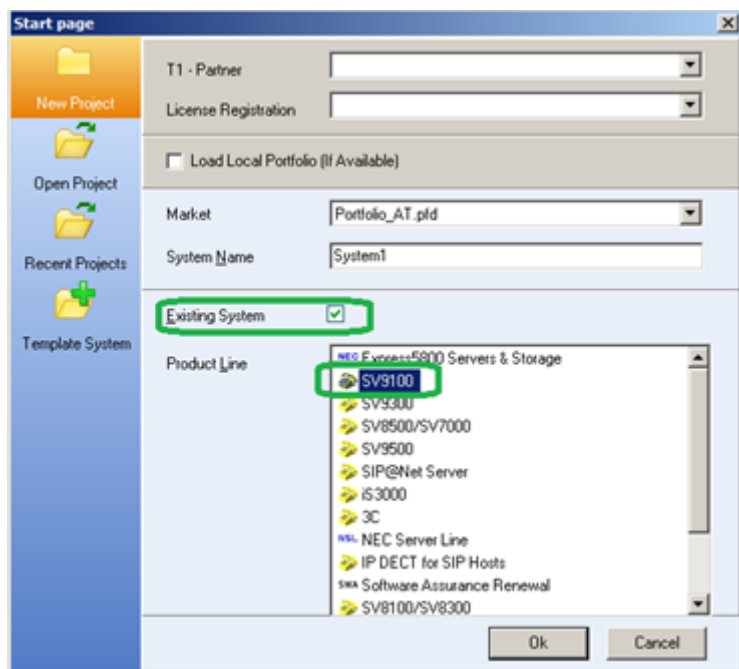 Start page
New Project
Open Project
Recent Projects
Template System
T1 - Partner
License Registration
Load Local Portfolio (If Available)
Market Portfolio_AT.pfd
System Name System1
Existing System
Product Line
NEC Express5800 Servers & Storage
SV9100
SV9300
SV8500/SV7000
SV9500
SIP@Net Server
iS3000
3C
NSL NEC Server Line
IP DECT for SIP Hosts
SWA Software Assurance Renewal
SV8100/SV8300
Ok Cancel